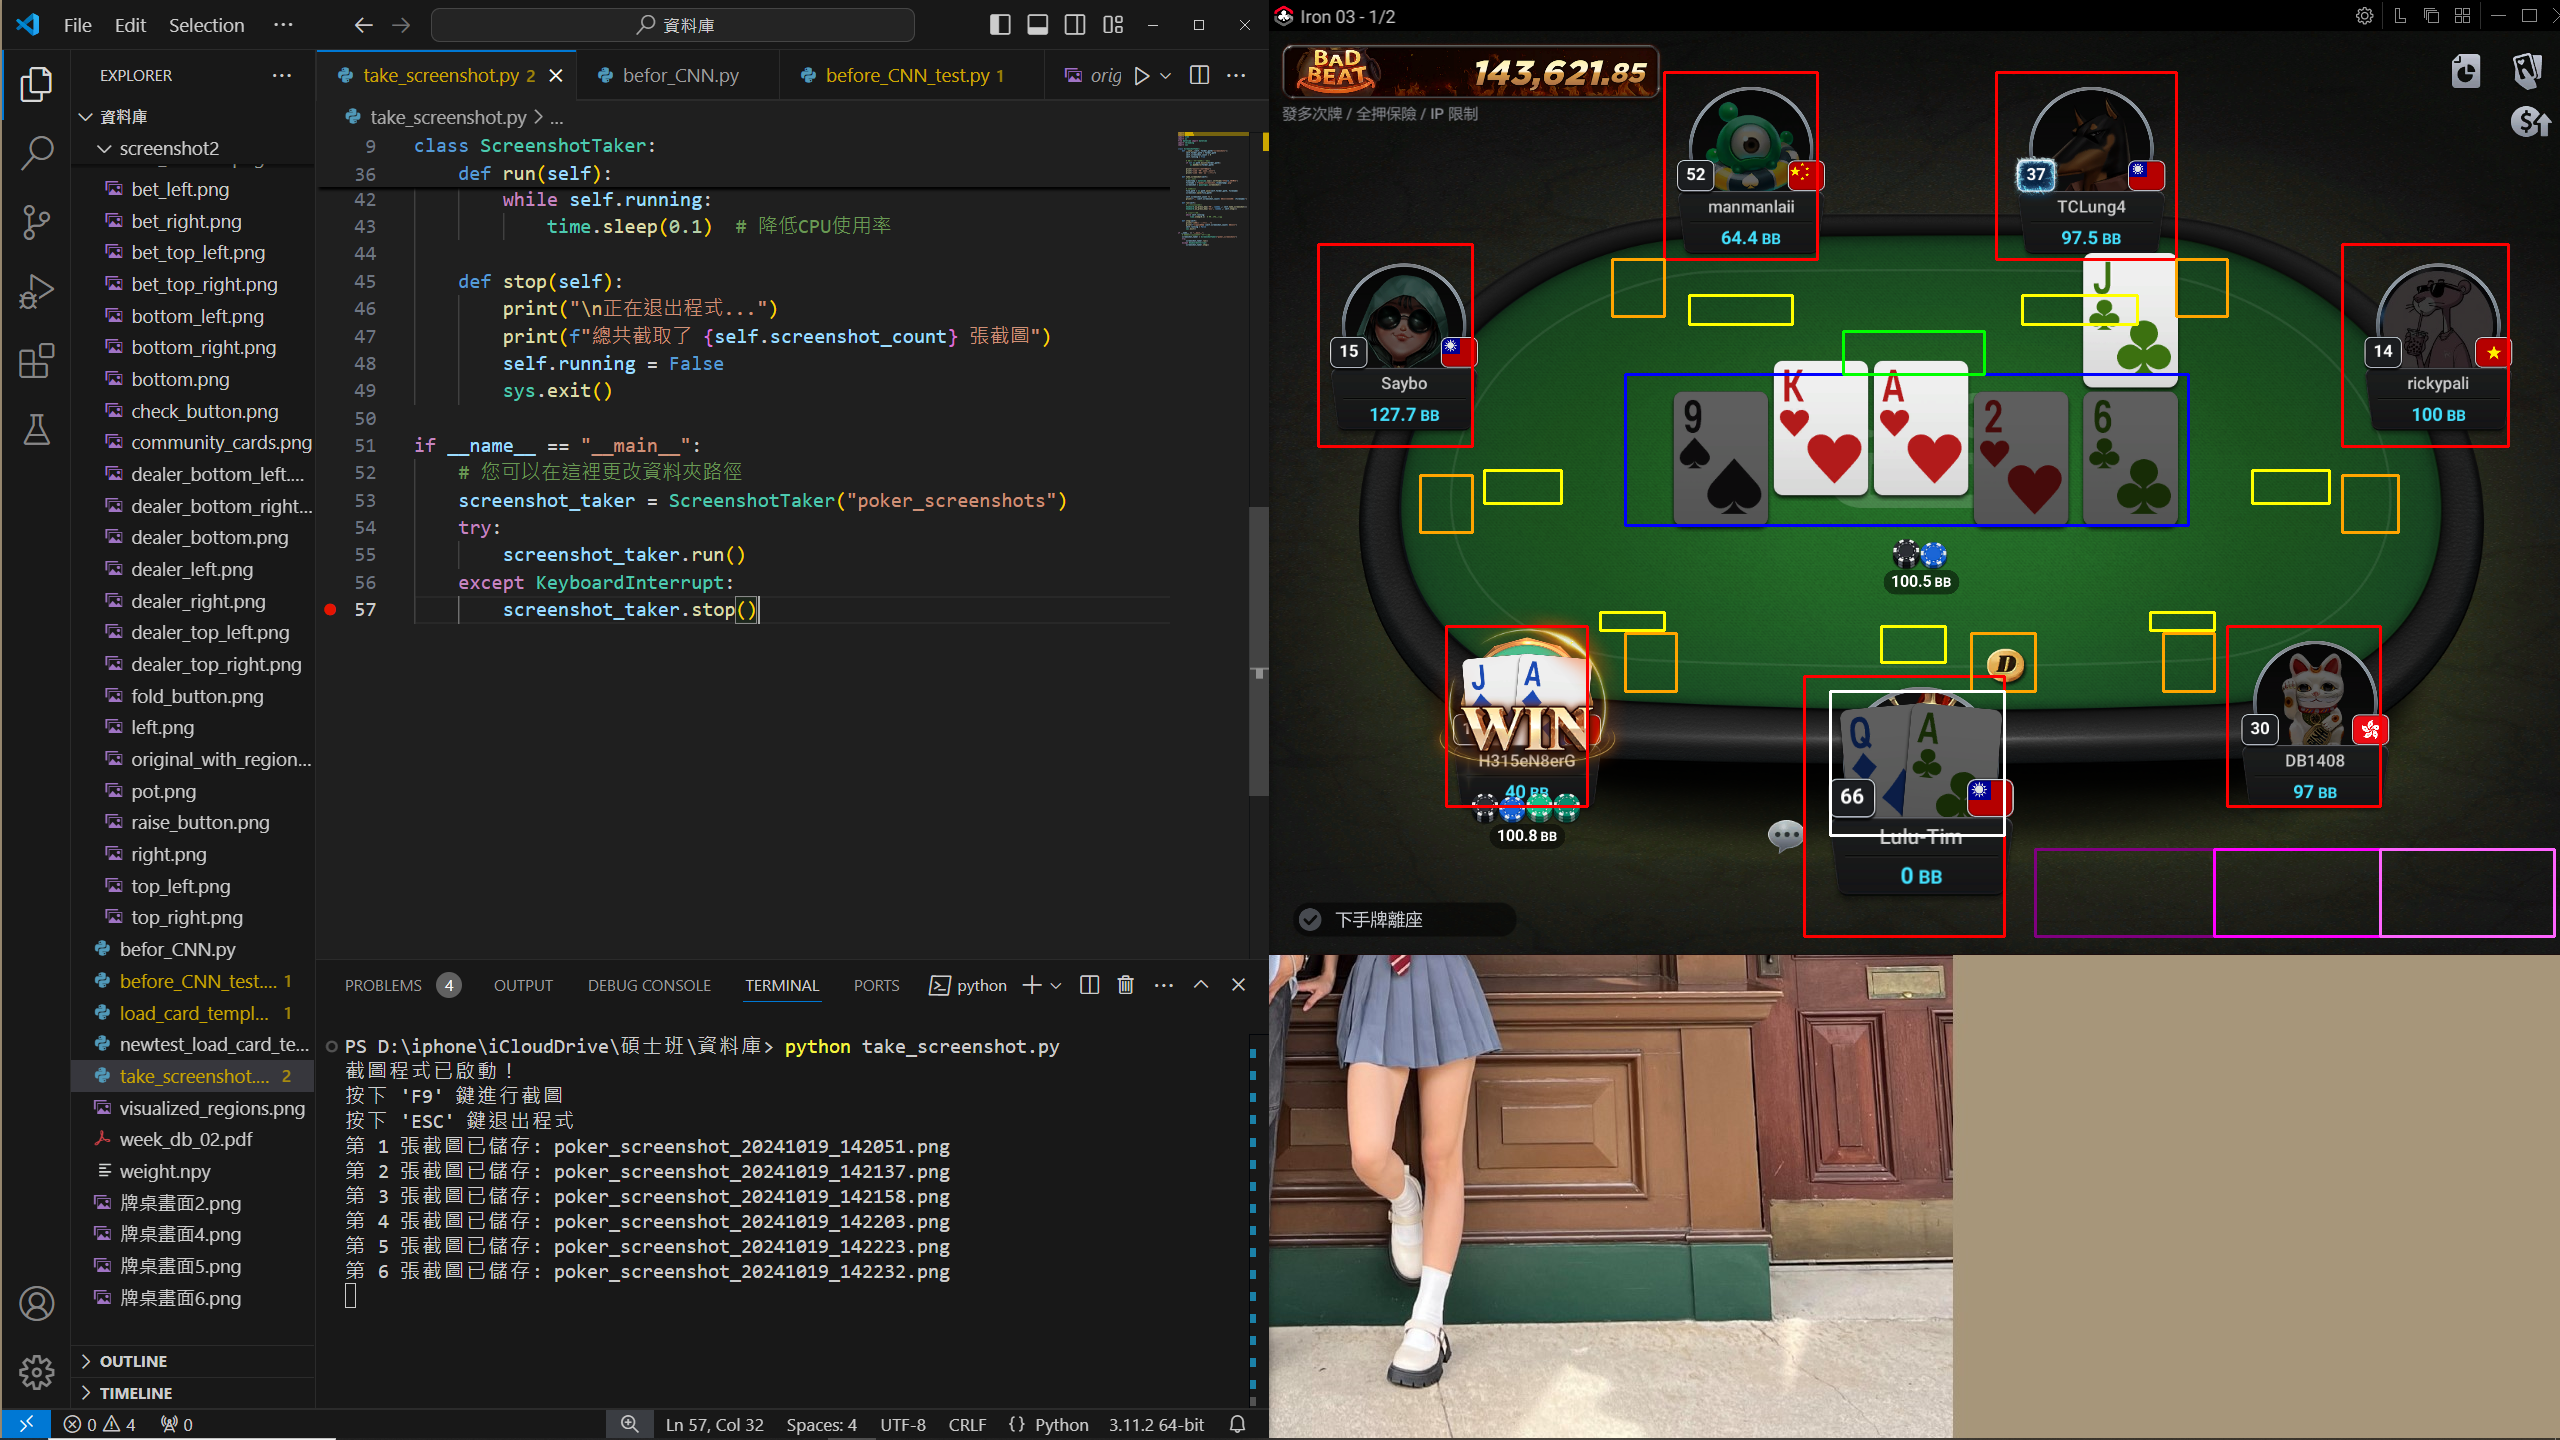 File Edit Selection ···
資料庫
EXPLORER ···
資料庫
screenshot2
bet_left.png
bet_right.png
bet_top_left.png
bet_top_right.png
bottom_left.png
bottom_right.png
bottom.png
check_button.png
community_cards.png
dealer_bottom_left....
dealer_bottom_right...
dealer_bottom.png
dealer_left.png
dealer_right.png
dealer_top_left.png
dealer_top_right.png
fold_button.png
left.png
original_with_region...
pot.png
raise_button.png
right.png
top_left.png
top_right.png
befor_CNN.py
before_CNN_test.... 1
load_card_templ... 1
newtest_load_card_te...
take_screenshot.... 2
visualized_regions.png
week_db_02.pdf
weight.npy
牌桌畫面2.png
牌桌畫面4.png
牌桌畫面5.png
牌桌畫面6.png
OUTLINE
TIMELINE
take_screenshot.py 2
befor_CNN.py
before_CNN_test.py 1
orig
take_screenshot.py > ...
9 class ScreenshotTaker:
36 def run(self):
42 while self.running:
43 time.sleep(0.1) # 降低CPU使用率
44
45 def stop(self):
46 print("\n正在退出程式...")
47 print(f"總共截取了 {self.screenshot_count} 張截圖")
48 self.running = False
49 sys.exit()
50
51 if __name__ == "__main__":
52 # 您可以在這裡更改資料夾路徑
53 screenshot_taker = ScreenshotTaker("poker_screenshots")
54 try:
55 screenshot_taker.run()
56 except KeyboardInterrupt:
57 screenshot_taker.stop()
PROBLEMS 4 OUTPUT DEBUG CONSOLE TERMINAL PORTS python
PS D:\iphone\iCloudDrive\碩士班\資料庫> python take_screenshot.py
截圖程式已啟動！
按下 'F9' 鍵進行截圖
按下 'ESC' 鍵退出程式
第 1 張截圖已儲存: poker_screenshot_20241019_142051.png
第 2 張截圖已儲存: poker_screenshot_20241019_142137.png
第 3 張截圖已儲存: poker_screenshot_20241019_142158.png
第 4 張截圖已儲存: poker_screenshot_20241019_142203.png
第 5 張截圖已儲存: poker_screenshot_20241019_142223.png
第 6 張截圖已儲存: poker_screenshot_20241019_142232.png
0 4 0
Ln 57, Col 32 Spaces: 4 UTF-8 CRLF {} Python 3.11.2 64-bit
Iron 03 - 1/2
BAD BEAT 143,621.85
發多次牌 / 全押保險 / IP 限制
52
manmanlaii
64.4 BB
37
TCLung4
97.5 BB
15
Saybo
127.7 BB
14
rickypali
100 BB
J
9 K A 2 6
100.5 BB
J A
WIN
H315eN8erG
40 BB
100.8 BB
D
Q A
66
Lulu-Tim
0 BB
30
DB1408
97 BB
下手牌離座